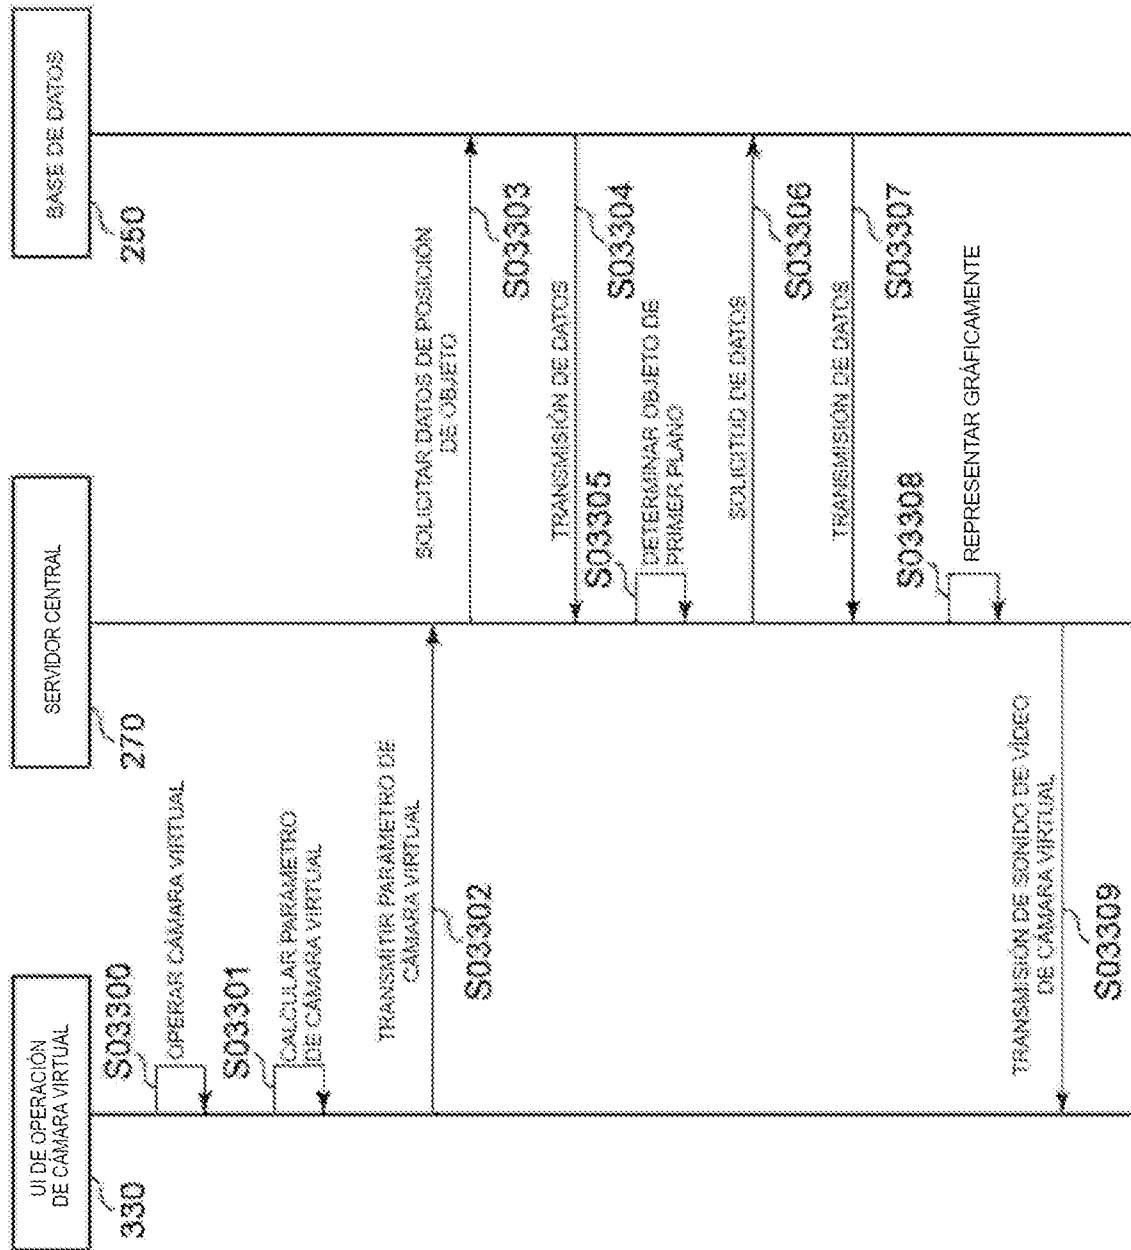 UI DE OPERACIÓN
DE CÁMARA VIRTUAL
330
SERVIDOR CENTRAL
270
BASE DE DATOS
250
S03300
OPERAR CÁMARA VIRTUAL
S03301
CALCULAR PARÁMETRO
DE CÁMARA VIRTUAL
TRANSMITIR PARÁMETRO DE
CÁMARA VIRTUAL
S03302
SOLICITAR DATOS DE POSICIÓN
DE OBJETO
S03303
TRANSMISIÓN DE DATOS
S03304
S03305
DETERMINAR OBJETO DE
PRIMER PLANO
SOLICITUD DE DATOS
S03306
TRANSMISIÓN DE DATOS
S03307
S03308
REPRESENTAR GRÁFICAMENTE
TRANSMISIÓN DE SONIDO DE VÍDEO
DE CÁMARA VIRTUAL
S03309